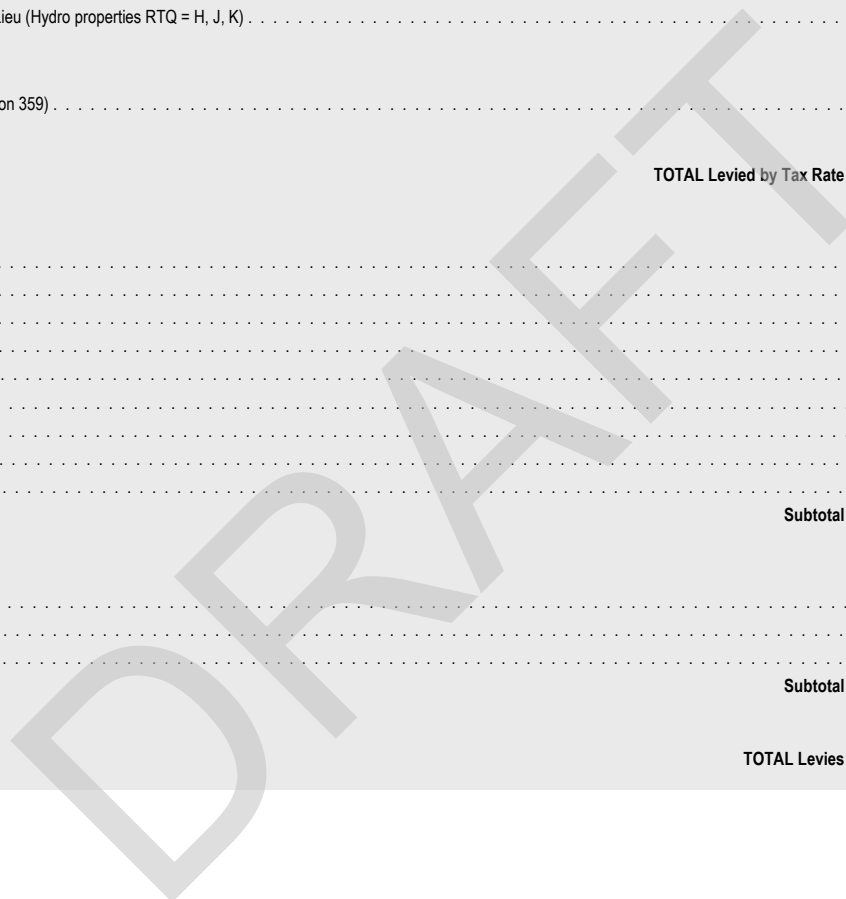 ieu (Hydro properties RTQ = H, J, K)
on 359)
TOTAL Levied by Tax Rate
Subtotal
Subtotal
TOTAL Levies
DRAFT